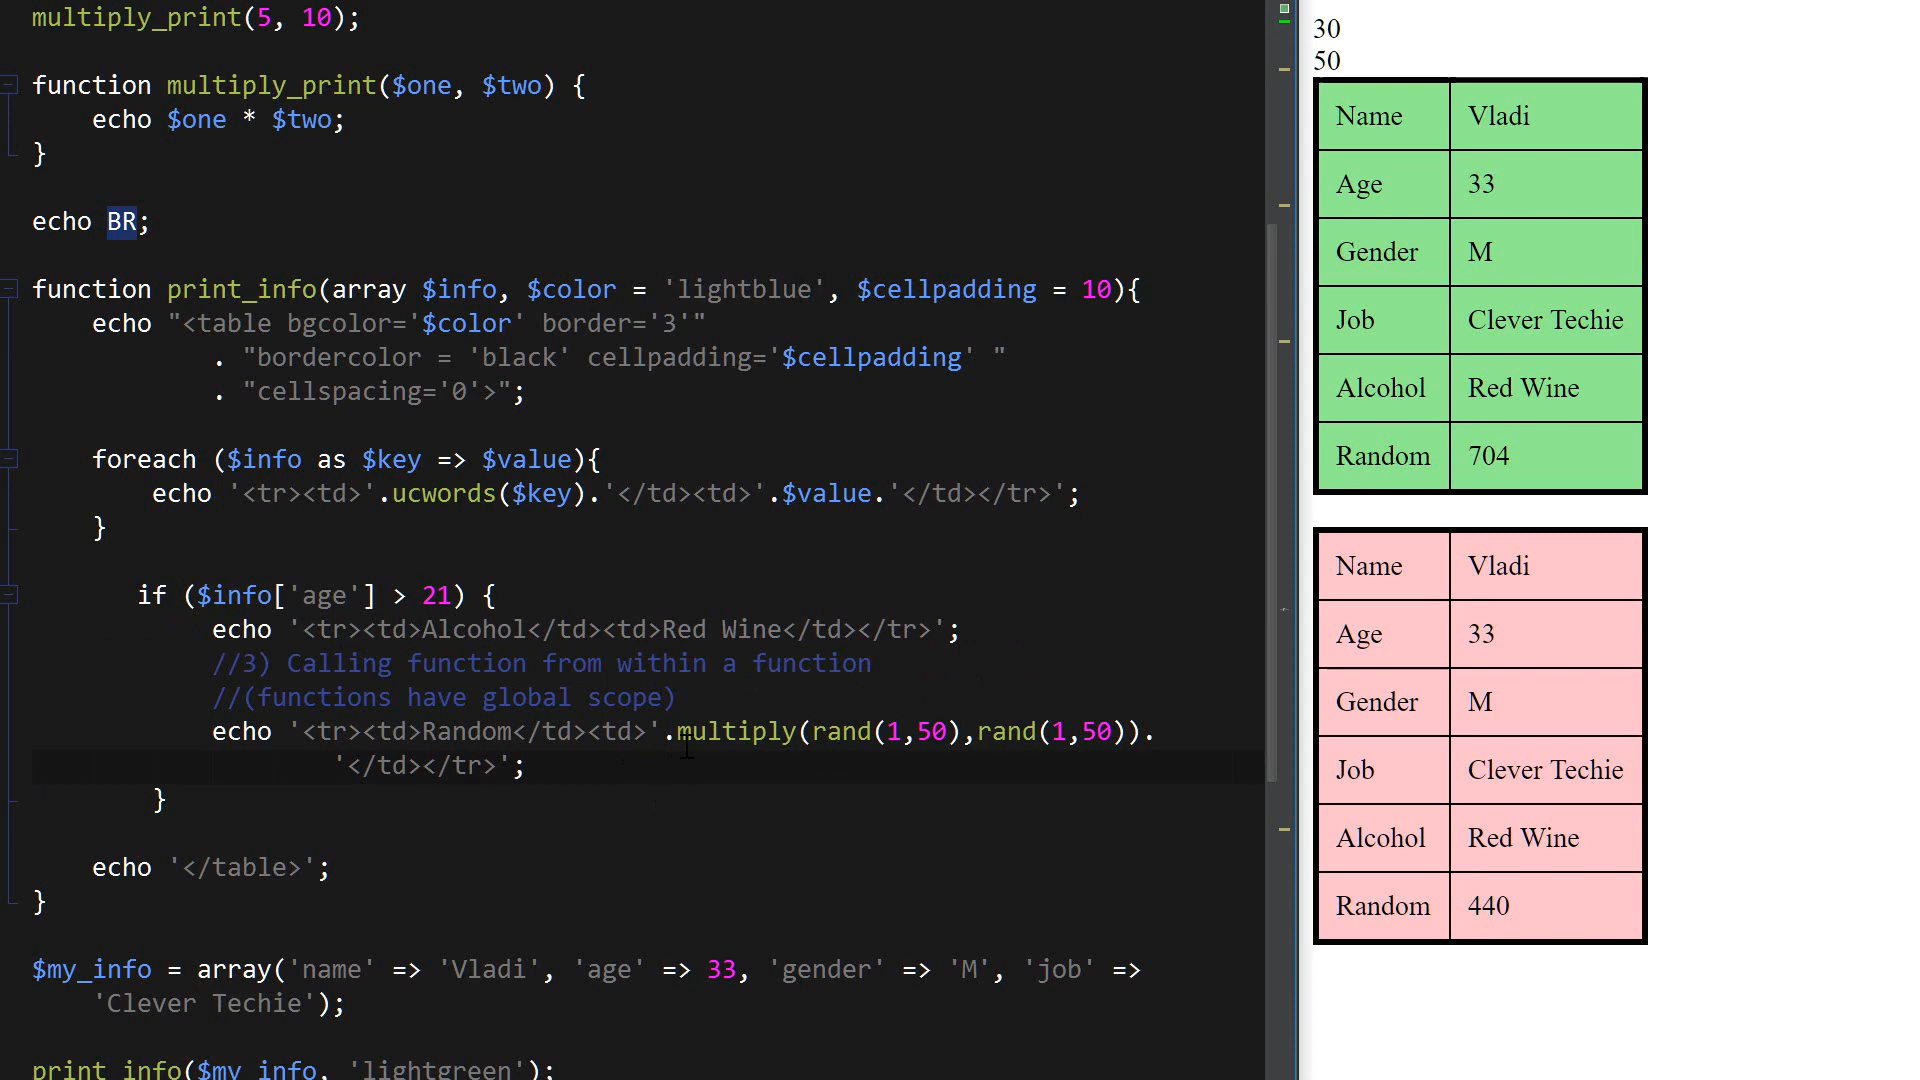 multiply_print(5, 10);
function multiply_print($one, $two) {
echo $one * $two;
}
echo BR;
function print_info(array $info, $color = 'lightblue', $cellpadding = 10){
echo "<table bgcolor='$color' border='3'"
. "bordercolor = 'black' cellpadding='$cellpadding' "
. "cellspacing='0'>";
foreach ($info as $key => $value){
echo '<tr><td>'.ucwords($key).'</td><td>'.$value.'</td></tr>';
}
if ($info['age'] > 21) {
echo '<tr><td>Alcohol</td><td>Red Wine</td></tr>';
//3) Calling function from within a function
//(functions have global scope)
echo '<tr><td>Random</td><td>'.multiply(rand(1,50),rand(1,50)).
'</td></tr>';
}
echo '</table>';
}
$my_info = array('name' => 'Vladi', 'age' => 33, 'gender' => 'M', 'job' =>
'Clever Techie');
print_info($my_info, 'lightgreen');
30
50
Name Vladi
Age 33
Gender M
Job Clever Techie
Alcohol Red Wine
Random 704
Name Vladi
Age 33
Gender M
Job Clever Techie
Alcohol Red Wine
Random 440